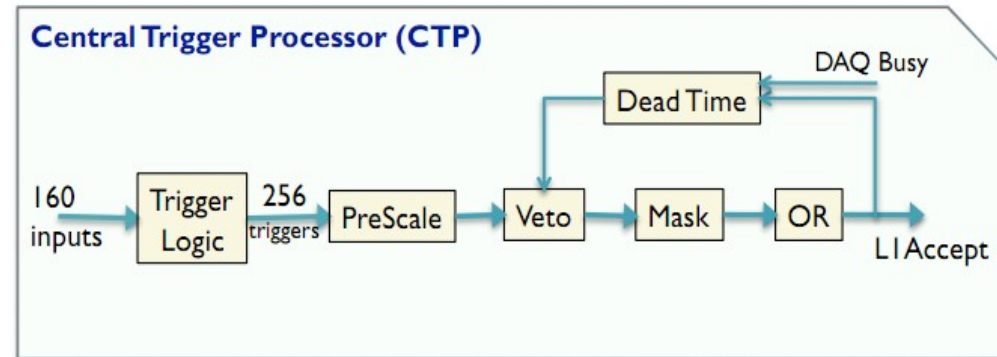 Central Trigger Processor (CTP)
DAQ Busy
Dead Time
160
inputs
Trigger
Logic
256
triggers
PreScale
Veto
Mask
OR
L1Accept